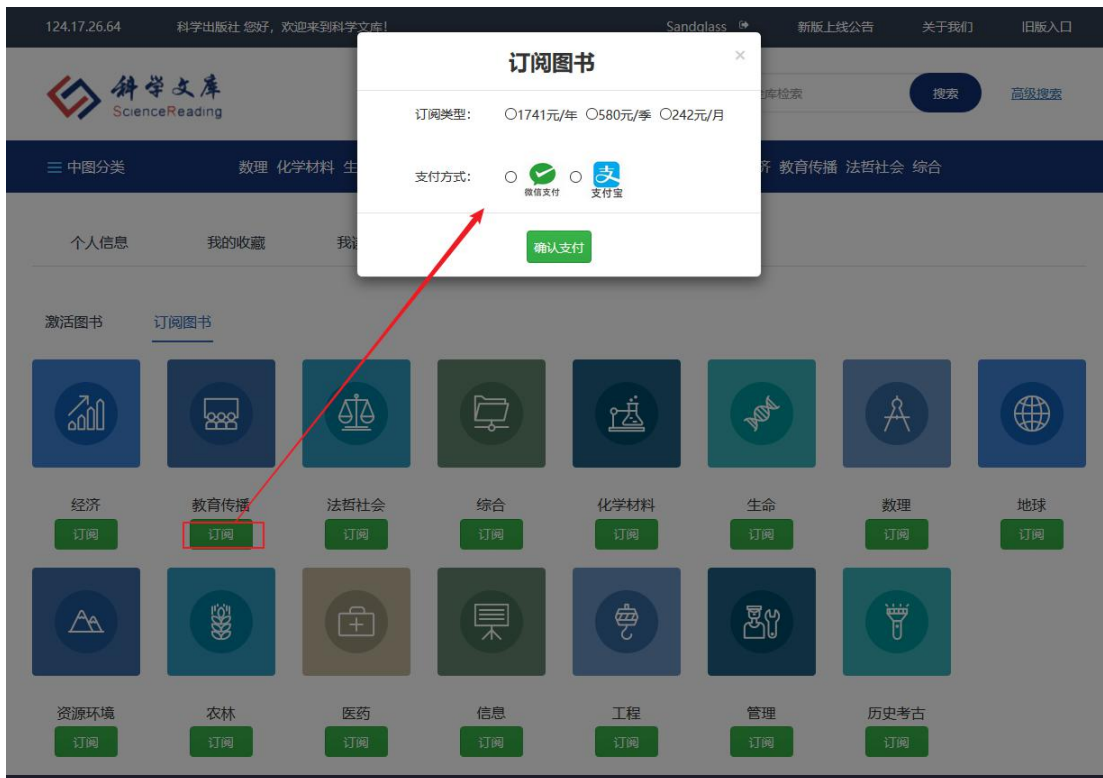 124.17.26.64 科学出版社 您好，欢迎来到科学文库！ Sandglass 新版上线公告 关于我们 旧版入口
订阅图书 ×
科学文库
ScienceReading
库检索 搜索 高级搜索
订阅类型： 1741元/年 580元/季 242元/月
中图分类 数理 化学材料 生 济 教育传播 法哲社会 综合
支付方式： 微信支付 支 支付宝
个人信息 我的收藏 我
确认支付
激活图书 订阅图书
经济 教育传播 法哲社会 综合 化学材料 生命 数理 地球
订阅 订阅 订阅 订阅 订阅 订阅 订阅 订阅
资源环境 农林 医药 信息 工程 管理 历史考古
订阅 订阅 订阅 订阅 订阅 订阅 订阅